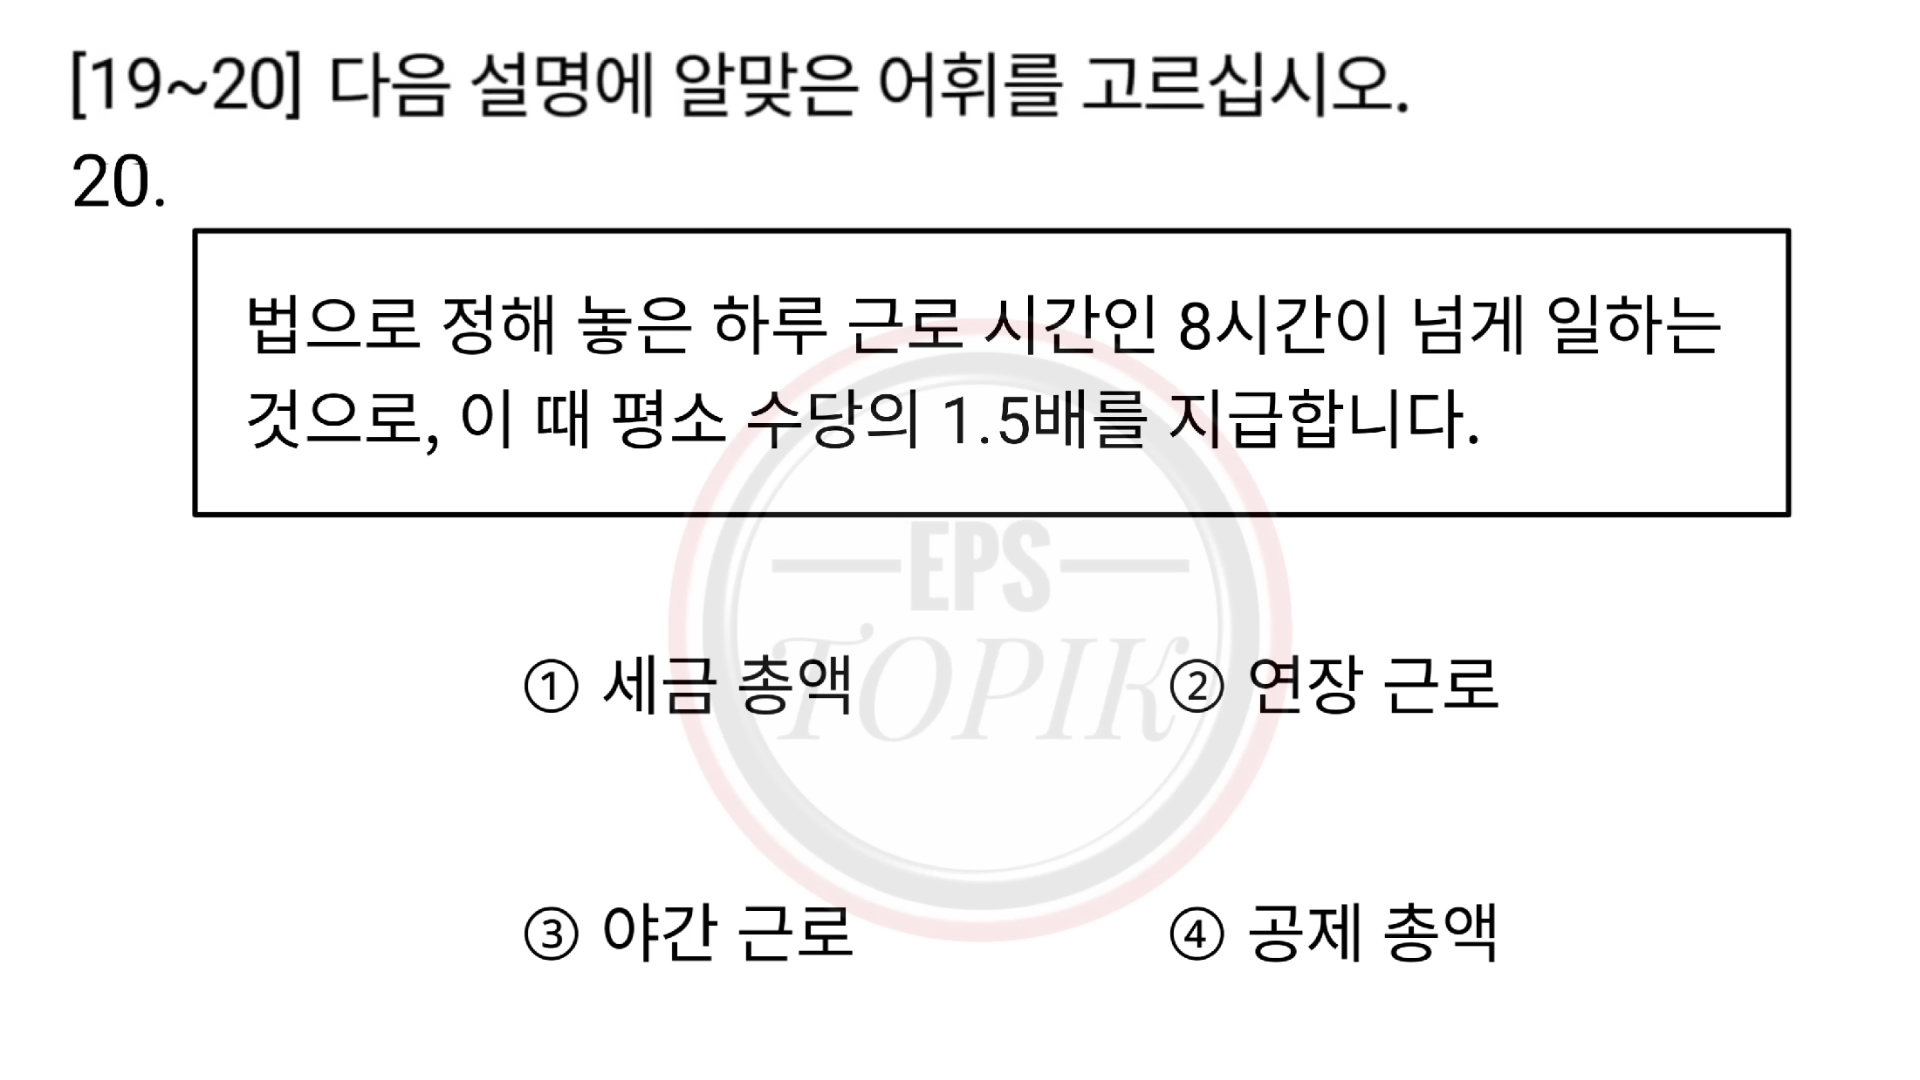 [19~20] 다음 설명에 알맞은 어휘를 고르십시오.
20.
법으로 정해 놓은 하루 근로 시간인 8시간이 넘게 일하는
것으로, 이 때 평소 수당의 1.5배를 지급합니다.
EPS
TOPIK
① 세금 총액
② 연장 근로
③ 야간 근로
④ 공제 총액